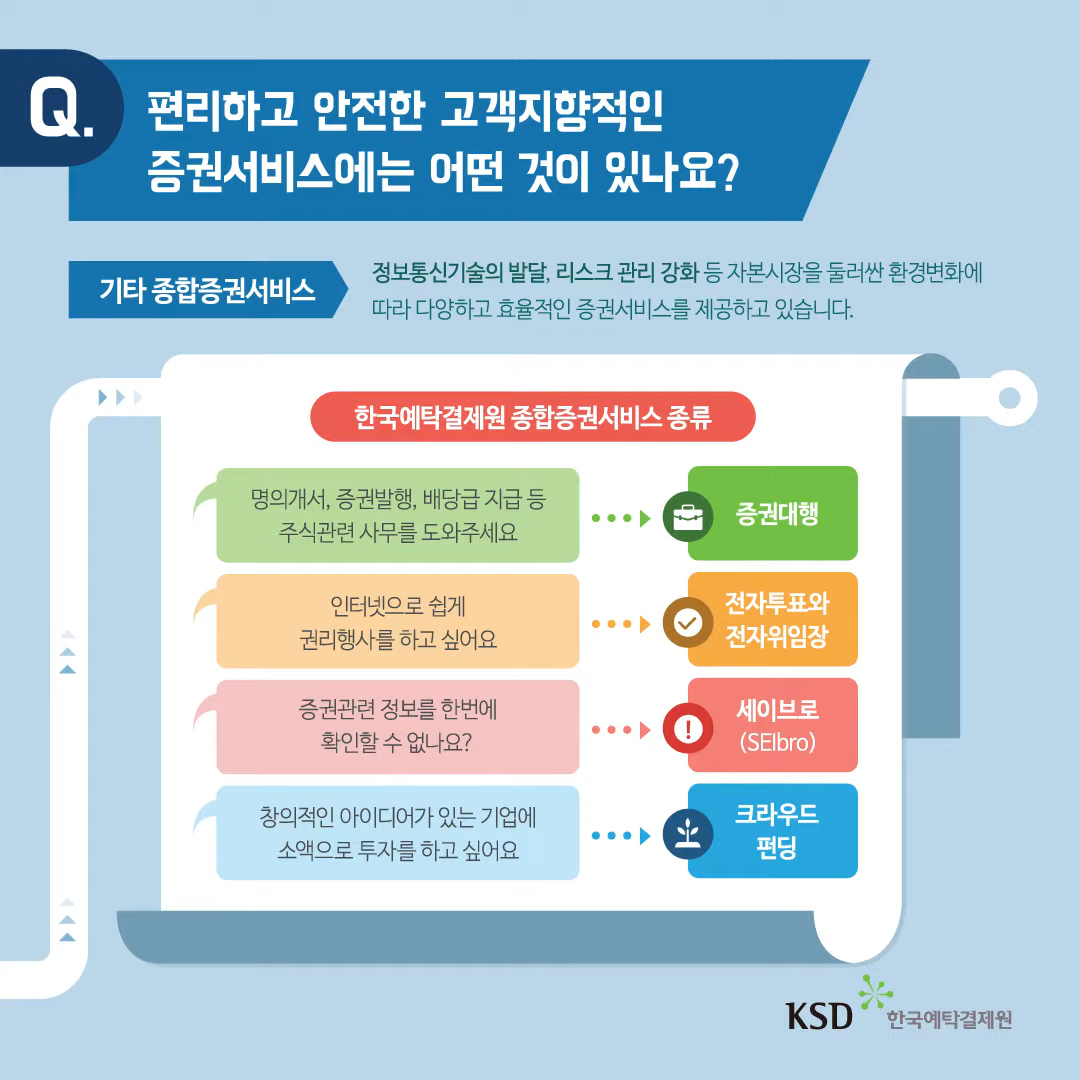 Q.
편리하고 안전한 고객지향적인
증권서비스에는 어떤 것이 있나요?
기타 종합증권서비스
정보통신기술의 발달, 리스크 관리 강화 등 자본시장을 둘러싼 환경변화에
따라 다양하고 효율적인 증권서비스를 제공하고 있습니다.
한국예탁결제원 종합증권서비스 종류
명의개서, 증권발행, 배당급 지급 등
주식관련 사무를 도와주세요
증권대행
인터넷으로 쉽게
권리행사를 하고 싶어요
전자투표와
전자위임장
증권관련 정보를 한번에
확인할 수 없나요?
세이브로
(SEIbro)
창의적인 아이디어가 있는 기업에
소액으로 투자를 하고 싶어요
크라우드
펀딩
KSD 한국예탁결제원